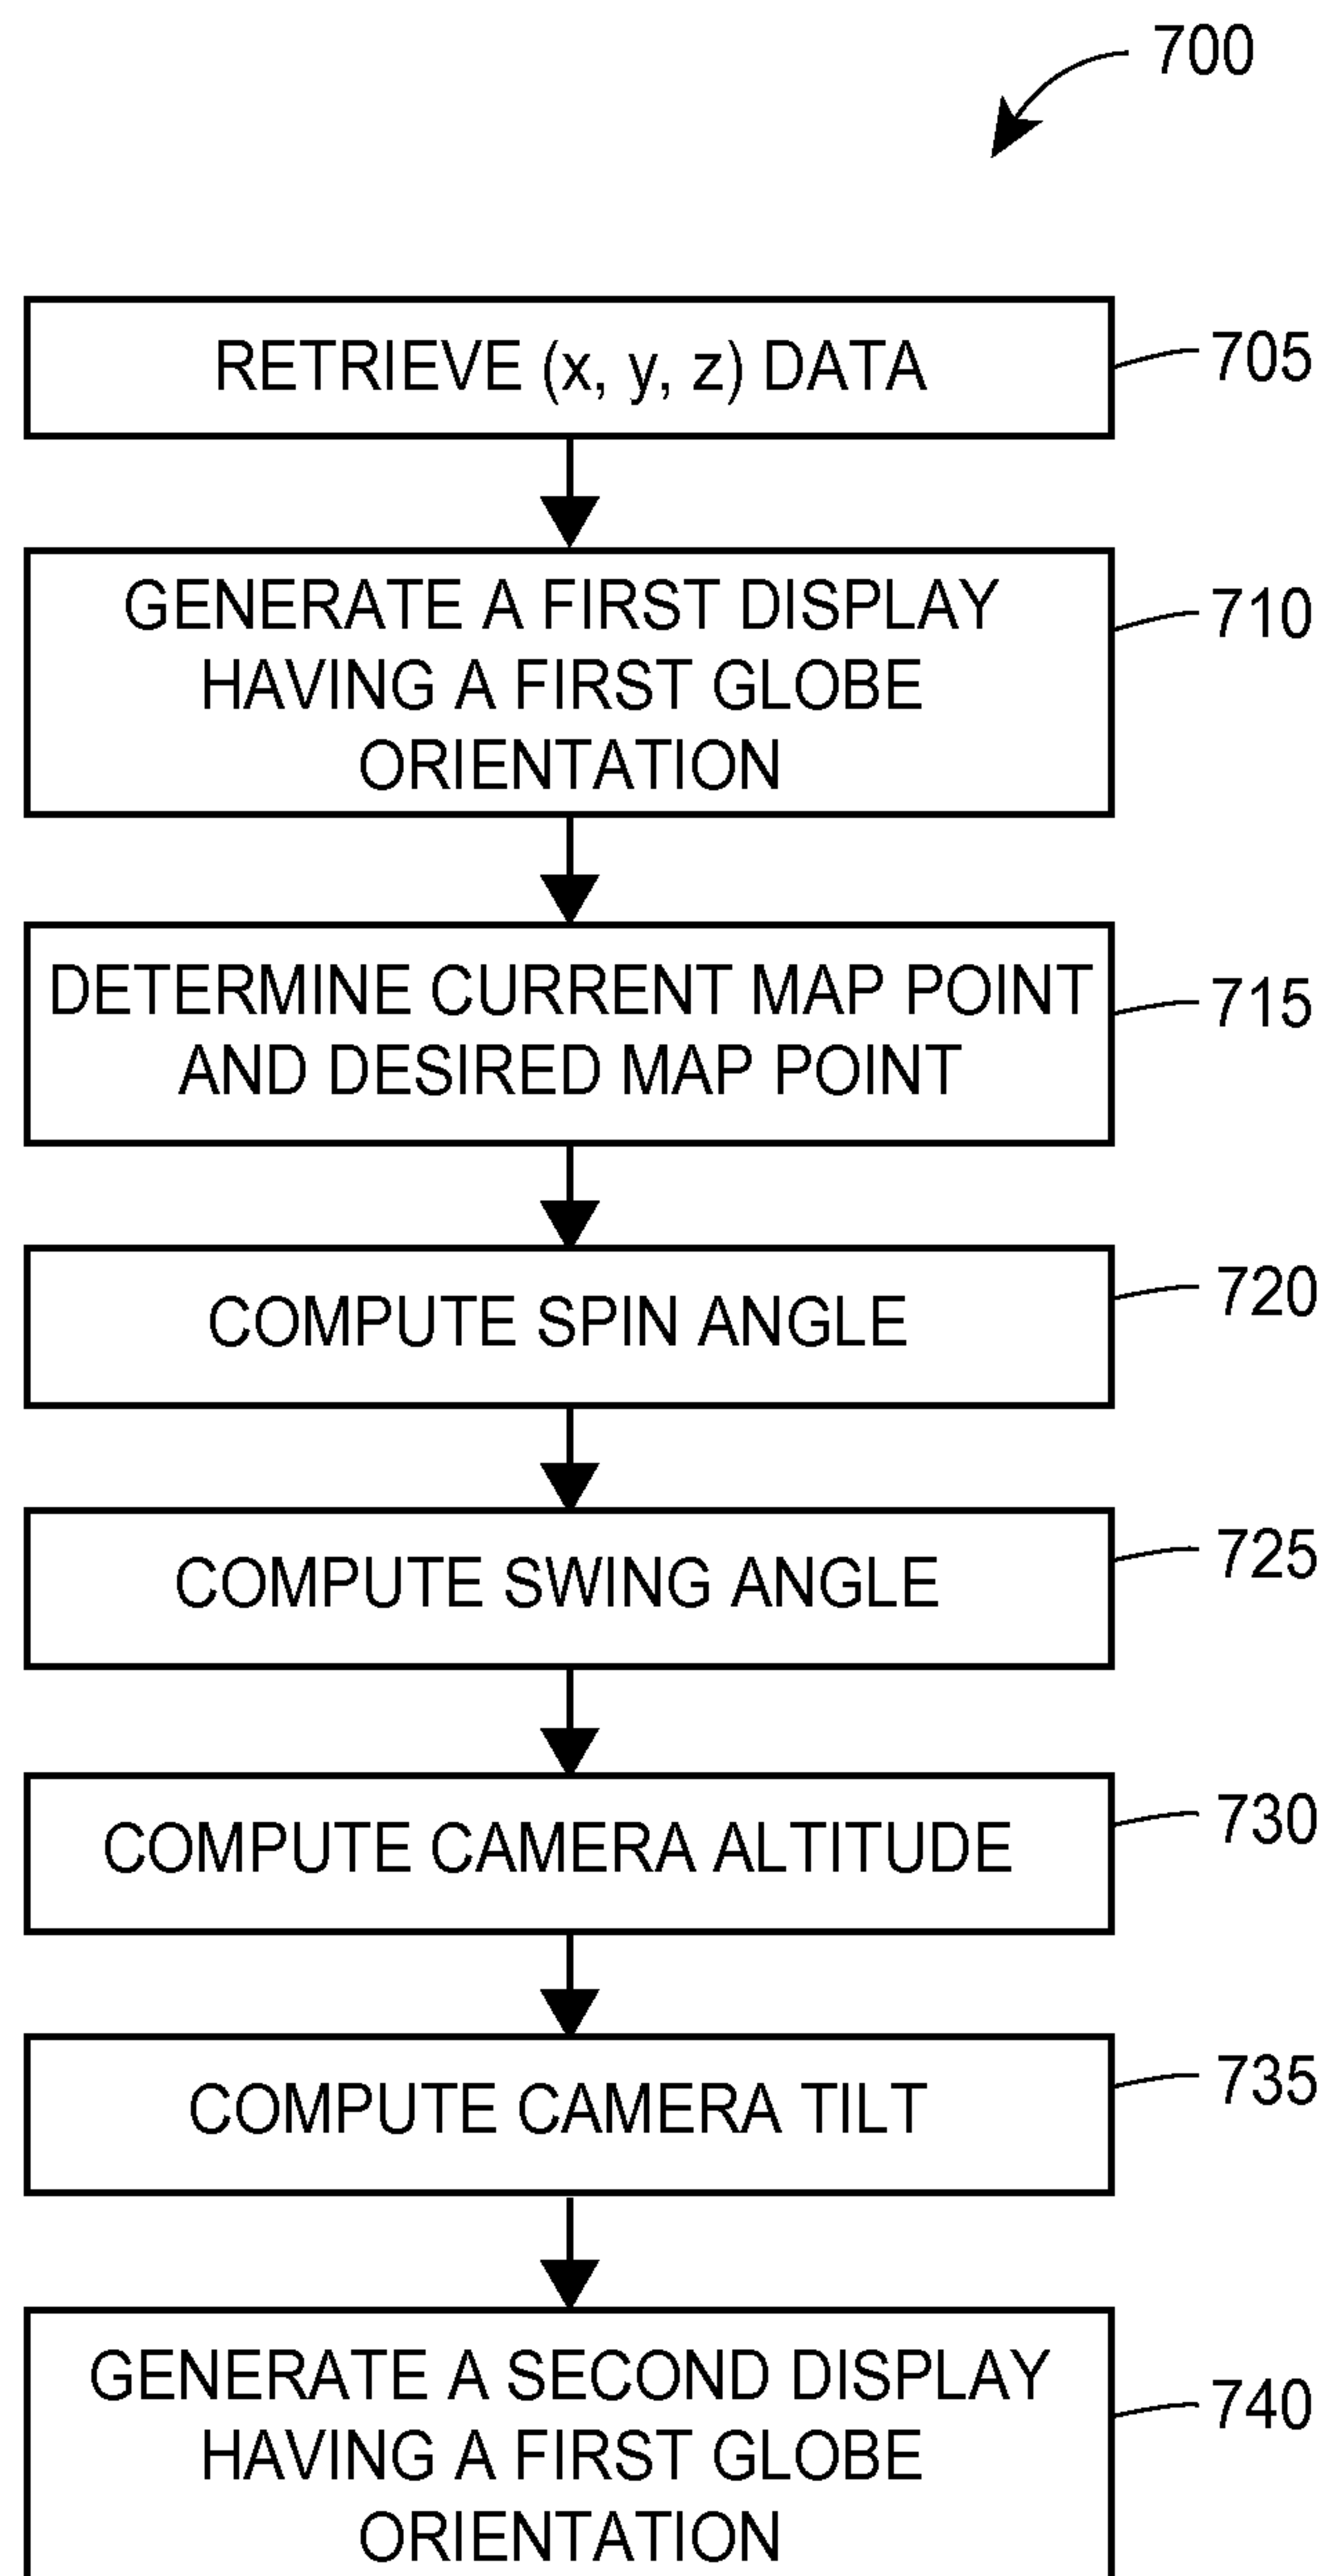 700
RETRIEVE (x, y, z) DATA
705
GENERATE A FIRST DISPLAY
HAVING A FIRST GLOBE
ORIENTATION
710
DETERMINE CURRENT MAP POINT
AND DESIRED MAP POINT
715
COMPUTE SPIN ANGLE
720
COMPUTE SWING ANGLE
725
COMPUTE CAMERA ALTITUDE
730
COMPUTE CAMERA TILT
735
GENERATE A SECOND DISPLAY
HAVING A FIRST GLOBE
ORIENTATION
740